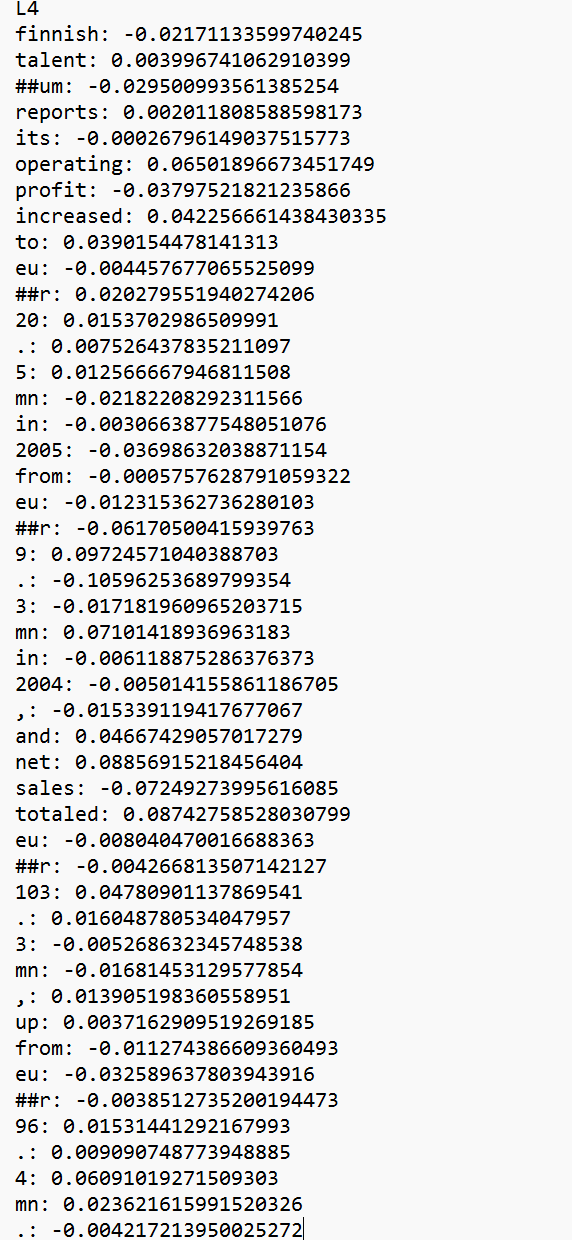 L4
finnish: -0.02171133599740245
talent: 0.003996741062910399
##um: -0.029500993561385254
reports: 0.002011808588598173
its: -0.00026796149037515773
operating: 0.06501896673451749
profit: -0.03797521821235866
increased: 0.042256661438430335
to: 0.0390154478141313
eu: -0.004457677065525099
##r: 0.020279551940274206
20: 0.0153702986509991
.: 0.007526437835211097
5: 0.012566667946811508
mn: -0.02182208292311566
in: -0.0030663877548051076
2005: -0.03698632038871154
from: -0.0005757628791059322
eu: -0.012315362736280103
##r: -0.06170500415939763
9: 0.09724571040388703
.: -0.10596253689799354
3: -0.017181960965203715
mn: 0.07101418936963183
in: -0.006118875286376373
2004: -0.005014155861186705
,: -0.015339119417677067
and: 0.04667429057017279
net: 0.08856915218456404
sales: -0.07249273995616085
totaled: 0.08742758528030799
eu: -0.008040470016688363
##r: -0.004266813507142127
103: 0.04780901137869541
.: 0.016048780534047957
3: -0.005268632345748538
mn: -0.01681453129577854
,: 0.013905198360558951
up: 0.0037162909519269185
from: -0.011274386609360493
eu: -0.032589637803943916
##r: -0.0038512735200194473
96: 0.01531441292167993
.: 0.009090748773948885
4: 0.06091019271509303
mn: 0.023621615991520326
.: -0.004217213950025272